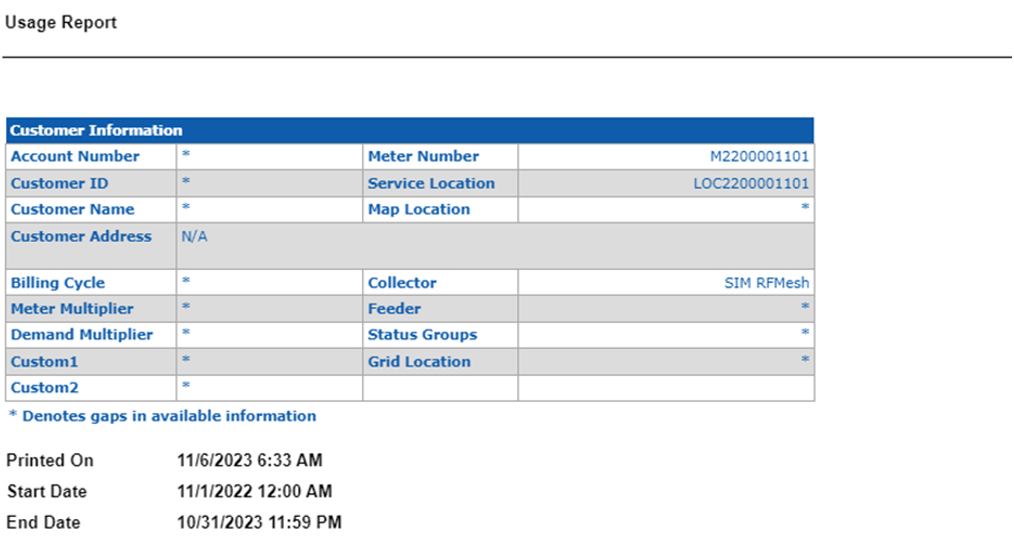 Usage Report
Customer Information
Account Number * Meter Number M2200001101
Customer ID * Service Location LOC2200001101
Customer Name * Map Location *
Customer Address N/A
Billing Cycle * Collector SIM RFMesh
Meter Multiplier * Feeder *
Demand Multiplier * Status Groups *
Custom1 * Grid Location *
Custom2 *
* Denotes gaps in available information
Printed On 11/6/2023 6:33 AM
Start Date 11/1/2022 12:00 AM
End Date 10/31/2023 11:59 PM